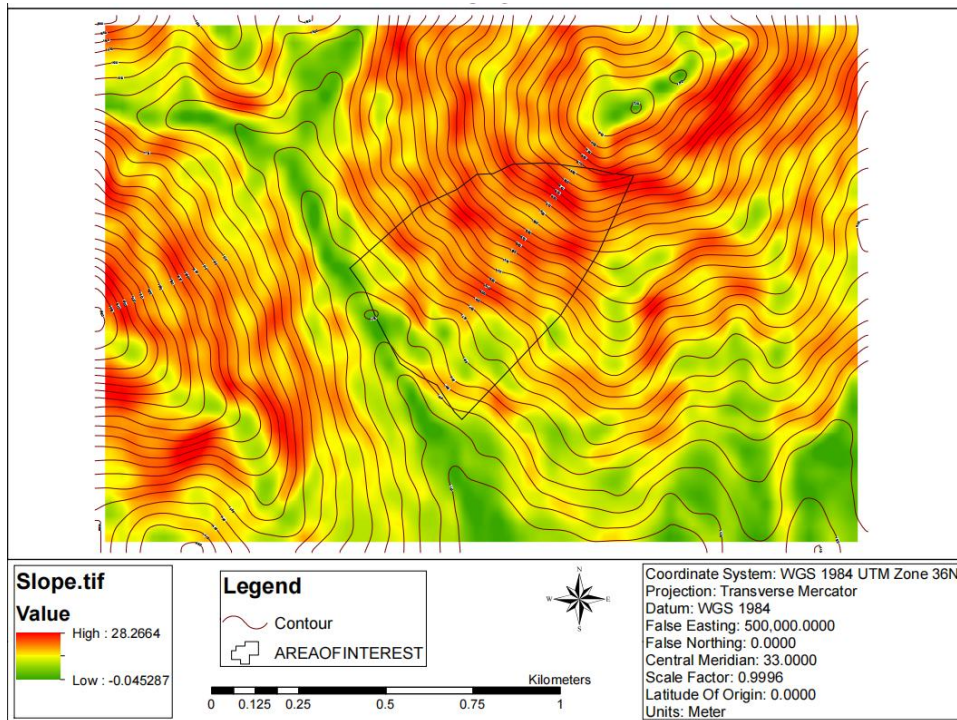 Slope.tif
Value
High : 28.2664
Low : -0.045287
Legend
Contour
AREAOFINTEREST
N
W
E
S
Kilometers
0 0.125 0.25 0.5 0.75 1
Coordinate System: WGS 1984 UTM Zone 36N
Projection: Transverse Mercator
Datum: WGS 1984
False Easting: 500,000.0000
False Northing: 0.0000
Central Meridian: 33.0000
Scale Factor: 0.9996
Latitude Of Origin: 0.0000
Units: Meter